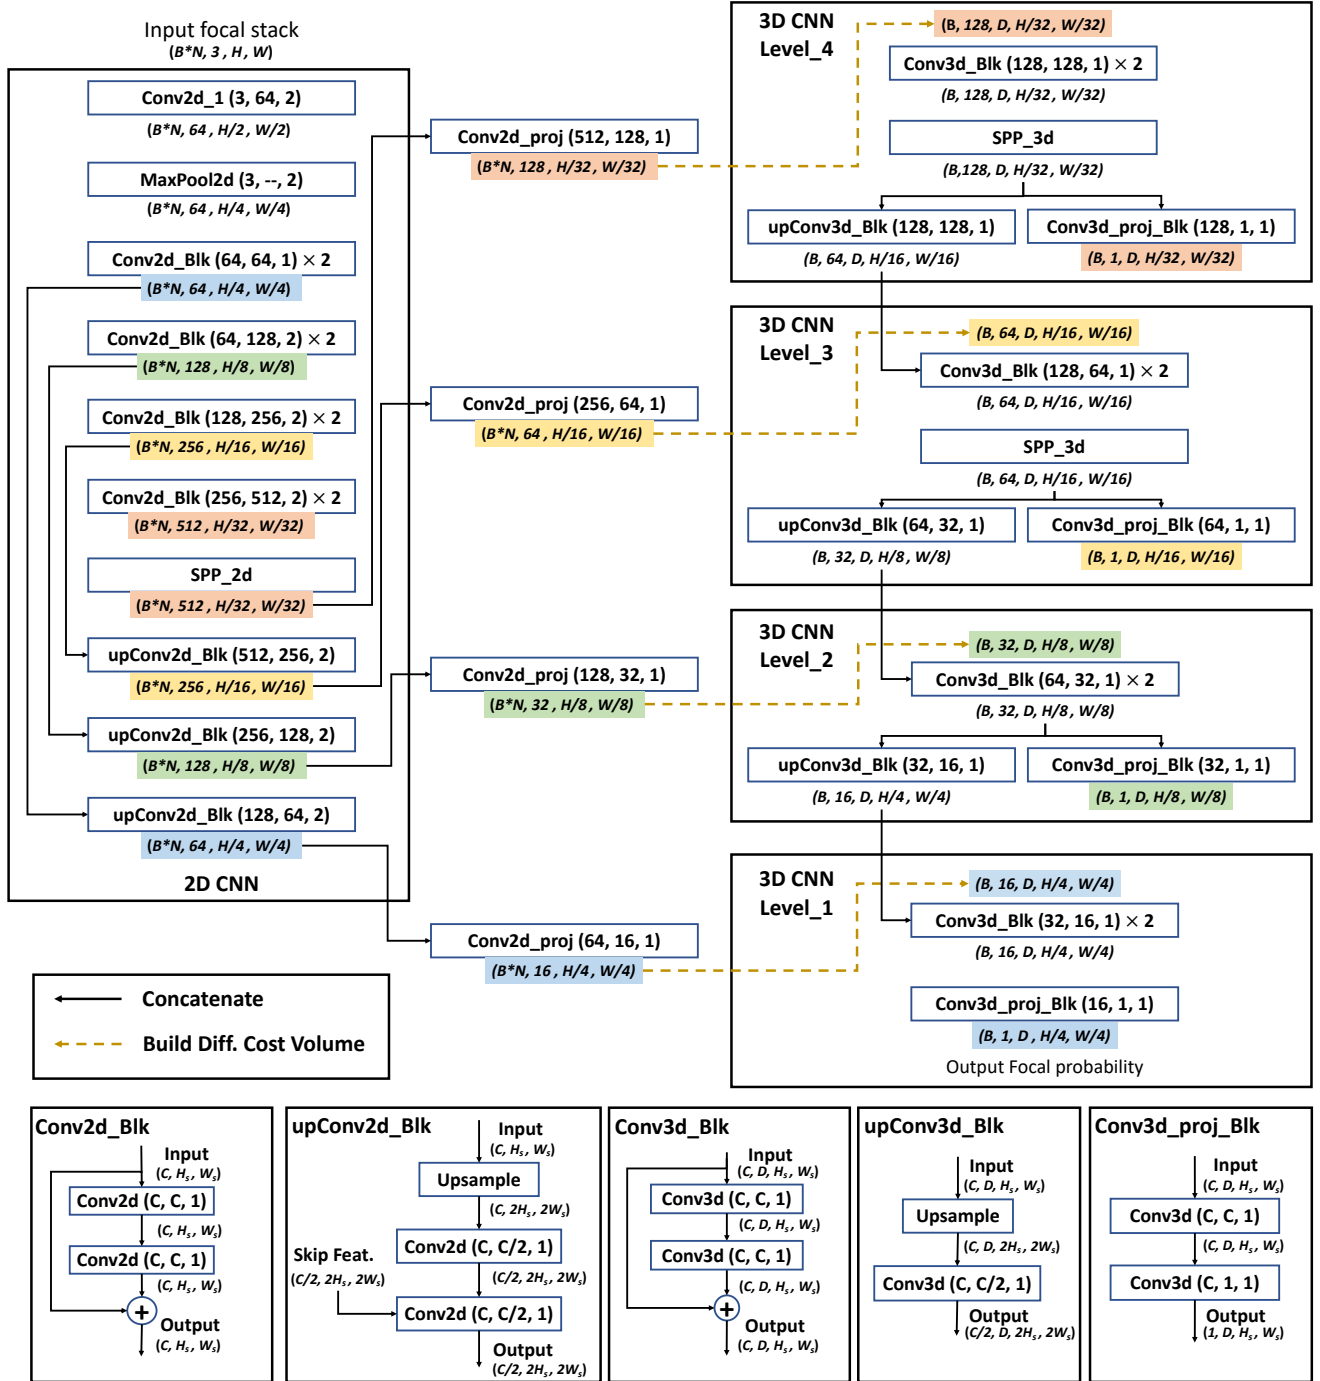 Input focal stack
(B*N, 3 , H , W)
Conv2d_1 (3, 64, 2)
(B*N, 64 , H/2 , W/2)
MaxPool2d (3, --, 2)
(B*N, 64 , H/4 , W/4)
Conv2d_Blk (64, 64, 1) × 2
(B*N, 64 , H/4 , W/4)
Conv2d_Blk (64, 128, 2) × 2
(B*N, 128 , H/8 , W/8)
Conv2d_Blk (128, 256, 2) × 2
(B*N, 256 , H/16 , W/16)
Conv2d_Blk (256, 512, 2) × 2
(B*N, 512 , H/32 , W/32)
SPP_2d
(B*N, 512 , H/32 , W/32)
upConv2d_Blk (512, 256, 2)
(B*N, 256 , H/16 , W/16)
upConv2d_Blk (256, 128, 2)
(B*N, 128 , H/8 , W/8)
upConv2d_Blk (128, 64, 2)
(B*N, 64 , H/4 , W/4)
2D CNN
Conv2d_proj (512, 128, 1)
(B*N, 128 , H/32 , W/32)
Conv2d_proj (256, 64, 1)
(B*N, 64 , H/16 , W/16)
Conv2d_proj (128, 32, 1)
(B*N, 32 , H/8 , W/8)
Conv2d_proj (64, 16, 1)
(B*N, 16 , H/4 , W/4)
3D CNN
Level_4
(B, 128, D, H/32, W/32)
Conv3d_Blk (128, 128, 1) × 2
(B, 128, D, H/32, W/32)
SPP_3d
(B,128, D, H/32, W/32)
upConv3d_Blk (128, 128, 1)
(B, 64, D, H/16, W/16)
Conv3d_proj_Blk (128, 1, 1)
(B, 1, D, H/32, W/32)
3D CNN
Level_3
(B, 64, D, H/16, W/16)
Conv3d_Blk (128, 64, 1) × 2
(B, 64, D, H/16, W/16)
SPP_3d
(B, 64, D, H/16, W/16)
upConv3d_Blk (64, 32, 1)
(B, 32, D, H/8, W/8)
Conv3d_proj_Blk (64, 1, 1)
(B, 1, D, H/16, W/16)
3D CNN
Level_2
(B, 32, D, H/8, W/8)
Conv3d_Blk (64, 32, 1) × 2
(B, 32, D, H/8, W/8)
upConv3d_Blk (32, 16, 1)
(B, 16, D, H/4, W/4)
Conv3d_proj_Blk (32, 1, 1)
(B, 1, D, H/8, W/8)
3D CNN
Level_1
(B, 16, D, H/4, W/4)
Conv3d_Blk (32, 16, 1) × 2
(B, 16, D, H/4, W/4)
Conv3d_proj_Blk (16, 1, 1)
(B, 1, D , H/4, W/4)
Output Focal probability
Concatenate
Build Diff. Cost Volume
Conv2d_Blk
Input
(C, Hs , Ws)
Conv2d (C, C, 1)
(C, Hs , Ws)
Conv2d (C, C, 1)
(C, Hs , Ws)
+
Output
(C, Hs , Ws)
upConv2d_Blk
Input
(C, Hs , Ws)
Upsample
(C, 2Hs , 2Ws)
Conv2d (C, C/2, 1)
Skip Feat.
(C/2, 2Hs , 2Ws)
(C/2, 2Hs , 2Ws)
Conv2d (C, C/2, 1)
Output
(C/2, 2Hs , 2Ws)
Conv3d_Blk
Input
(C, D, Hs , Ws)
Conv3d (C, C, 1)
(C, D, Hs , Ws)
Conv3d (C, C, 1)
(C, D, Hs , Ws)
+
Output
(C, D, Hs , Ws)
upConv3d_Blk
Input
(C, D, Hs , Ws)
Upsample
(C, D, 2Hs , 2Ws)
Conv3d (C, C/2, 1)
Output
(C/2, D, 2Hs , 2Ws)
Conv3d_proj_Blk
Input
(C, D, Hs , Ws)
Conv3d (C, C, 1)
(C, D, Hs , Ws)
Conv3d (C, 1, 1)
Output
(1, D, Hs , Ws)